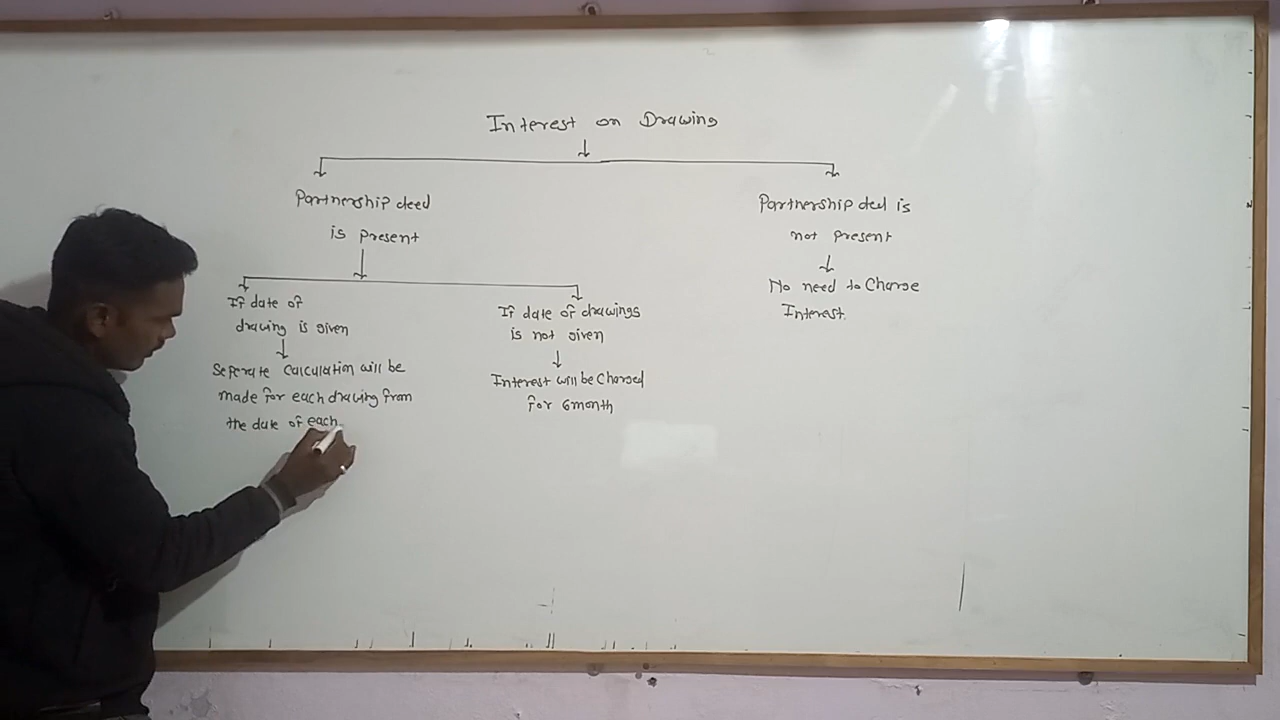 Interest on Drawing
Partnership deed
is present
Partnership ded is
not present
No need to Charge
Interest.
If date of
drawing is given
Seperate calculation will be
made for each drawing from
the date of each
If date of drawings
is not given
Interest will be charged
for 6month